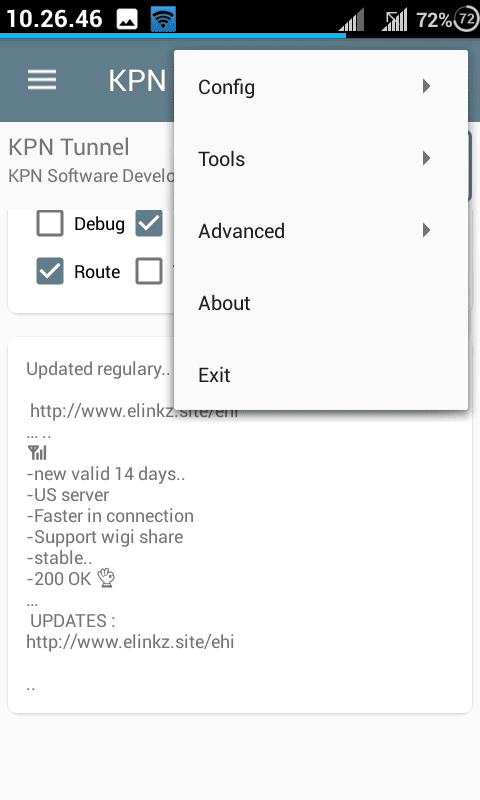 10.26.46
72%
72
KPN
Config
Tools
Advanced
About
Exit
KPN Tunnel
KPN Software Develo
Debug
Route
Updated regulary..
http://www.elinkz.site/ehi
... ..
-new valid 14 days..
-US server
-Faster in connection
-Support wigi share
-stable..
-200 OK
...
UPDATES :
http://www.elinkz.site/ehi
..